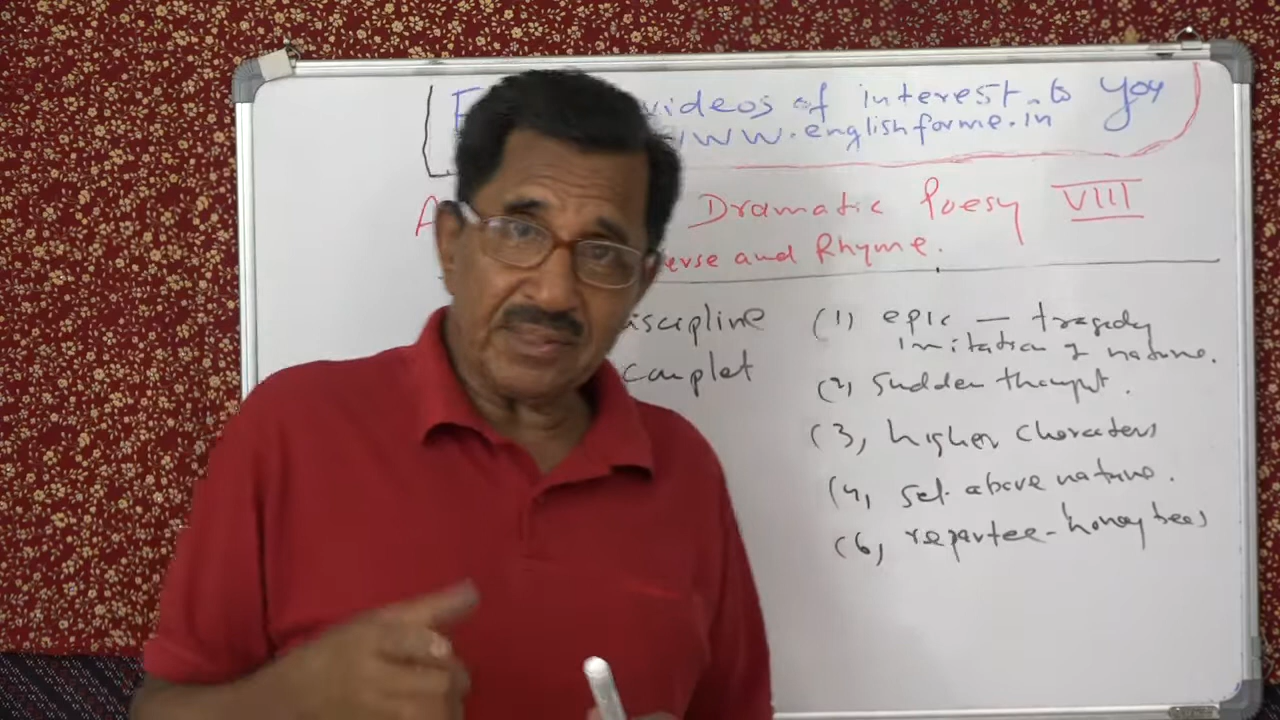 F videos of interest to you
www.englishforme.in
A Dramatic Poesy VIII
erse and Rhyme.
iscipline
couplet
(1) epic — tragedy
imitation of nature.
(2) sudden thought.
(3) higher characters
(4) set above nature.
(6) repartee-honey bees